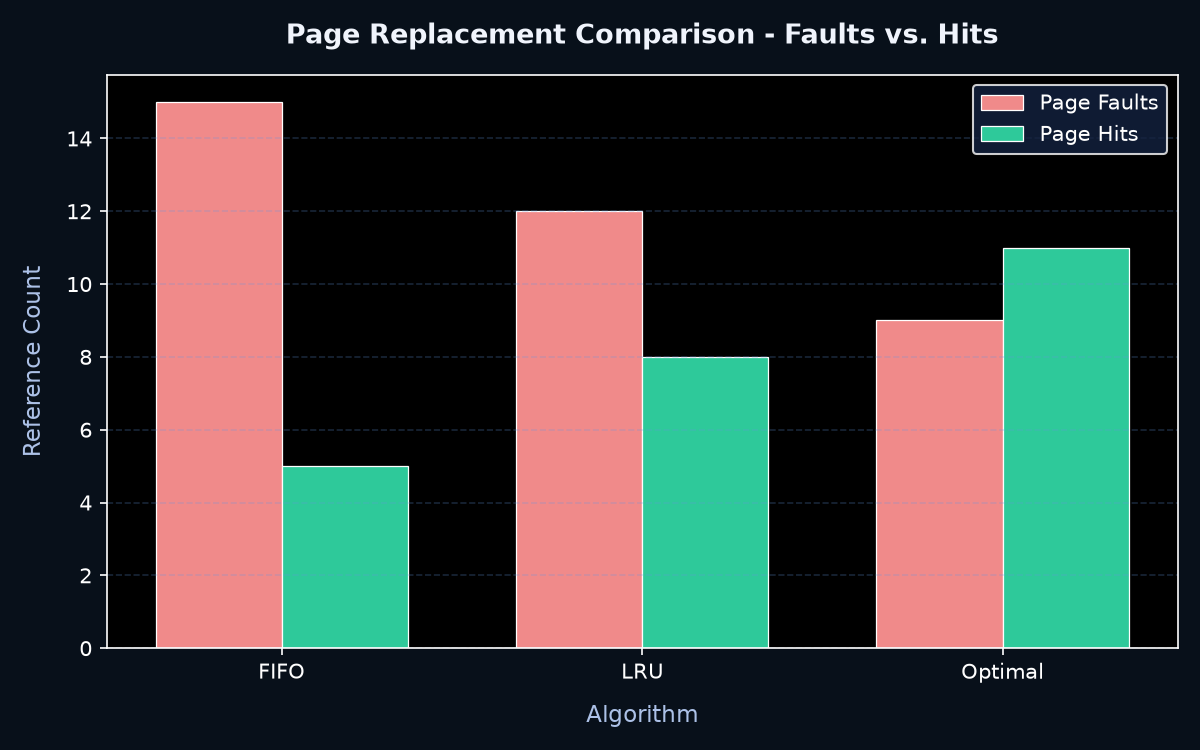 Page Replacement Comparison - Faults vs. Hits
Page Faults
Page Hits
Reference Count
14
12
10
8
6
4
2
0
FIFO
LRU
Optimal
Algorithm